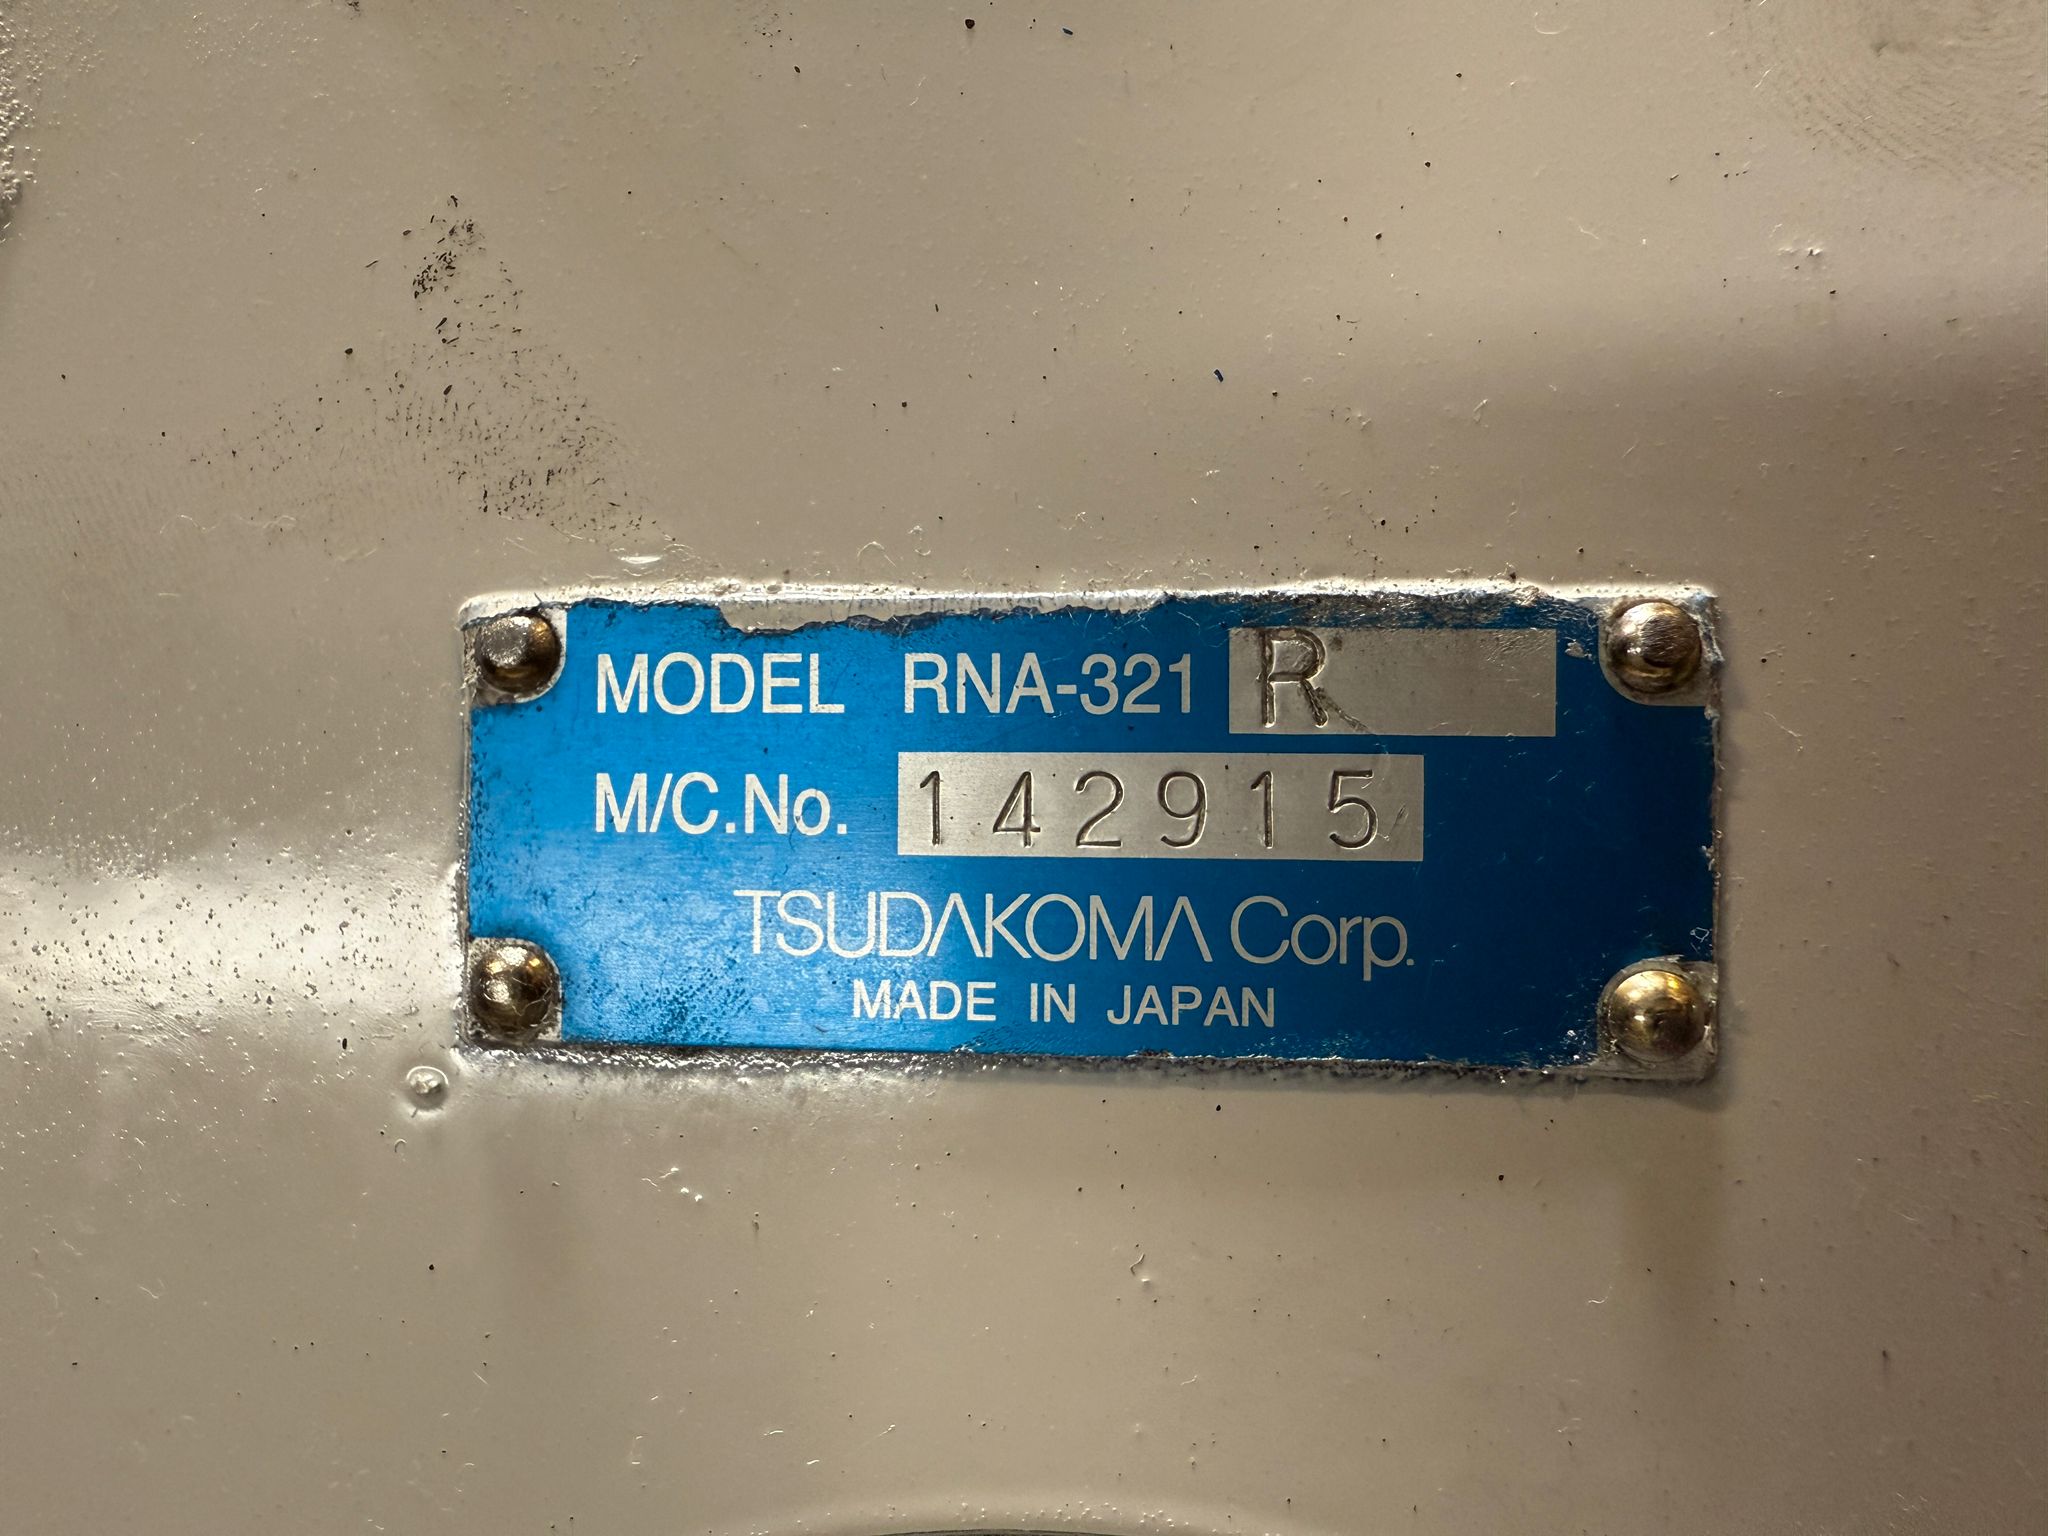 MODEL RNA-321 R
M/C.No. 142915
TSUDAKOMA Corp.
MADE IN JAPAN